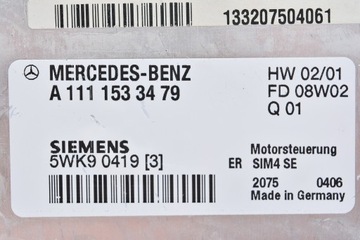 133207504061
MERCEDES-BENZ
A 111 153 34 79
HW 02/01
FD 08W02
Q 01
SIEMENS
5WK9 0419 [3]
ER
Motorsteuerung
SIM4 SE
2075 0406
Made in Germany